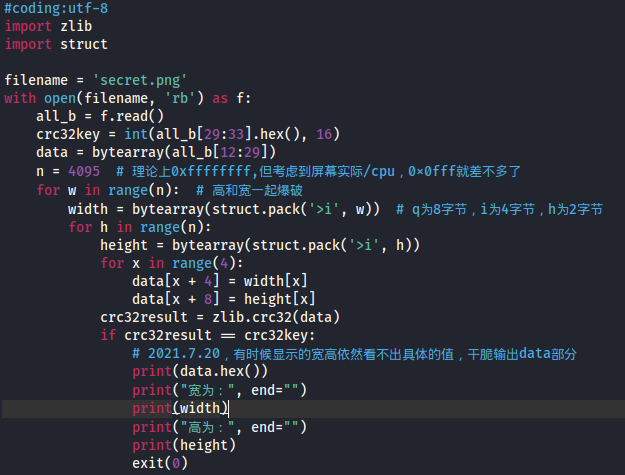 #coding:utf-8
import zlib
import struct

filename = 'secret.png'
with open(filename, 'rb') as f:
    all_b = f.read()
    crc32key = int(all_b[29:33].hex(), 16)
    data = bytearray(all_b[12:29])
    n = 4095  # 理论上0xffffffff,但考虑到屏幕实际/cpu，0×0fff就差不多了
    for w in range(n):  # 高和宽一起爆破
        width = bytearray(struct.pack('>i', w))  # q为8字节，i为4字节，h为2字节
        for h in range(n):
            height = bytearray(struct.pack('>i', h))
            for x in range(4):
                data[x + 4] = width[x]
                data[x + 8] = height[x]
            crc32result = zlib.crc32(data)
            if crc32result == crc32key:
                # 2021.7.20，有时候显示的宽高依然看不出具体的值，干脆输出data部分
                print(data.hex())
                print("宽为：", end="")
                print(width)
                print("高为：", end="")
                print(height)
                exit(0)